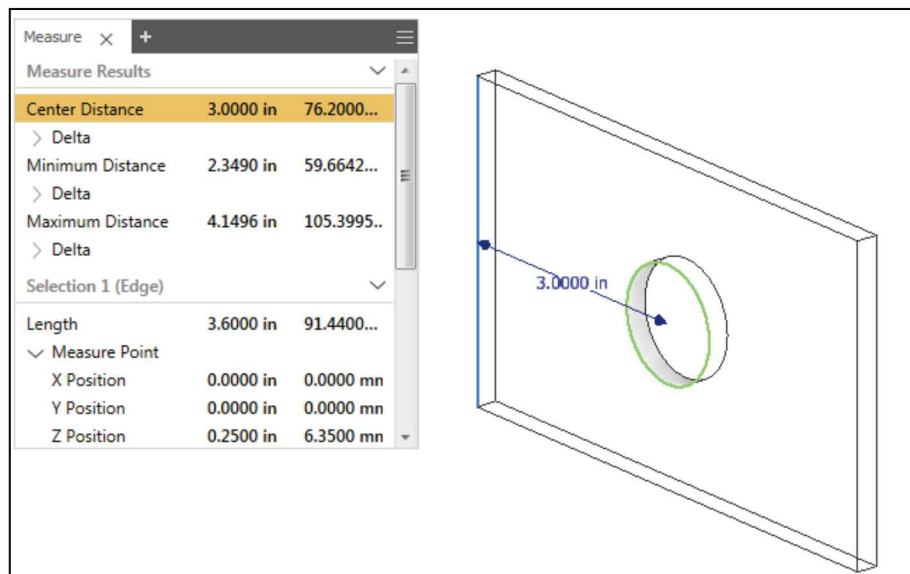 Measure × +
Measure Results
Center Distance 3.0000 in 76.2000...
> Delta
Minimum Distance 2.3490 in 59.6642...
> Delta
Maximum Distance 4.1496 in 105.3995..
> Delta
Selection 1 (Edge)
Length 3.6000 in 91.4400...
Measure Point
X Position 0.0000 in 0.0000 mn
Y Position 0.0000 in 0.0000 mn
Z Position 0.2500 in 6.3500 mn
3.0000 in